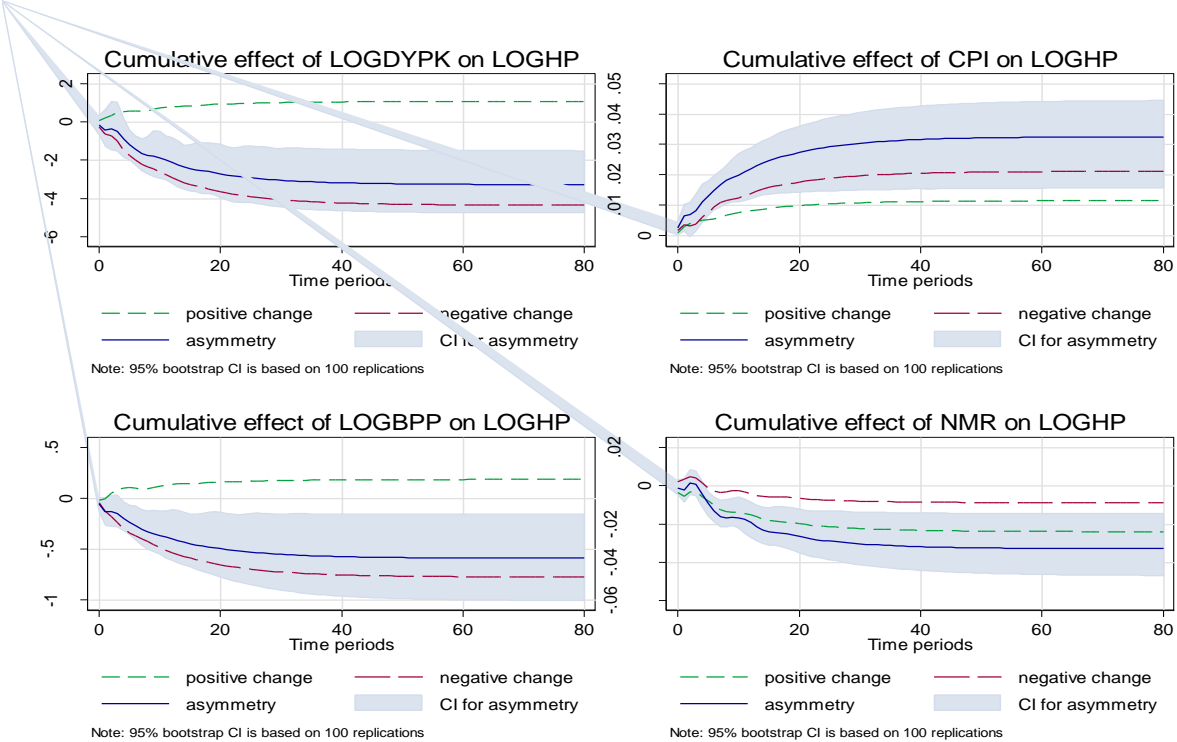 Cumulative effect of LOGDYPK on LOGHP
2
0
-2
-4
-6
0 20 40 60 80
Time periods
positive change negative change
asymmetry CI for asymmetry
Note: 95% bootstrap CI is based on 100 replications
Cumulative effect of CPI on LOGHP
.05
.04
.03
.02
.01
0
0 20 40 60 80
Time periods
positive change negative change
asymmetry CI for asymmetry
Note: 95% bootstrap CI is based on 100 replications
Cumulative effect of LOGBPP on LOGHP
.5
0
-.5
-1
0 20 40 60 80
Time periods
positive change negative change
asymmetry CI for asymmetry
Note: 95% bootstrap CI is based on 100 replications
Cumulative effect of NMR on LOGHP
.02
0
-.02
-.04
-.06
0 20 40 60 80
Time periods
positive change negative change
asymmetry CI for asymmetry
Note: 95% bootstrap CI is based on 100 replications